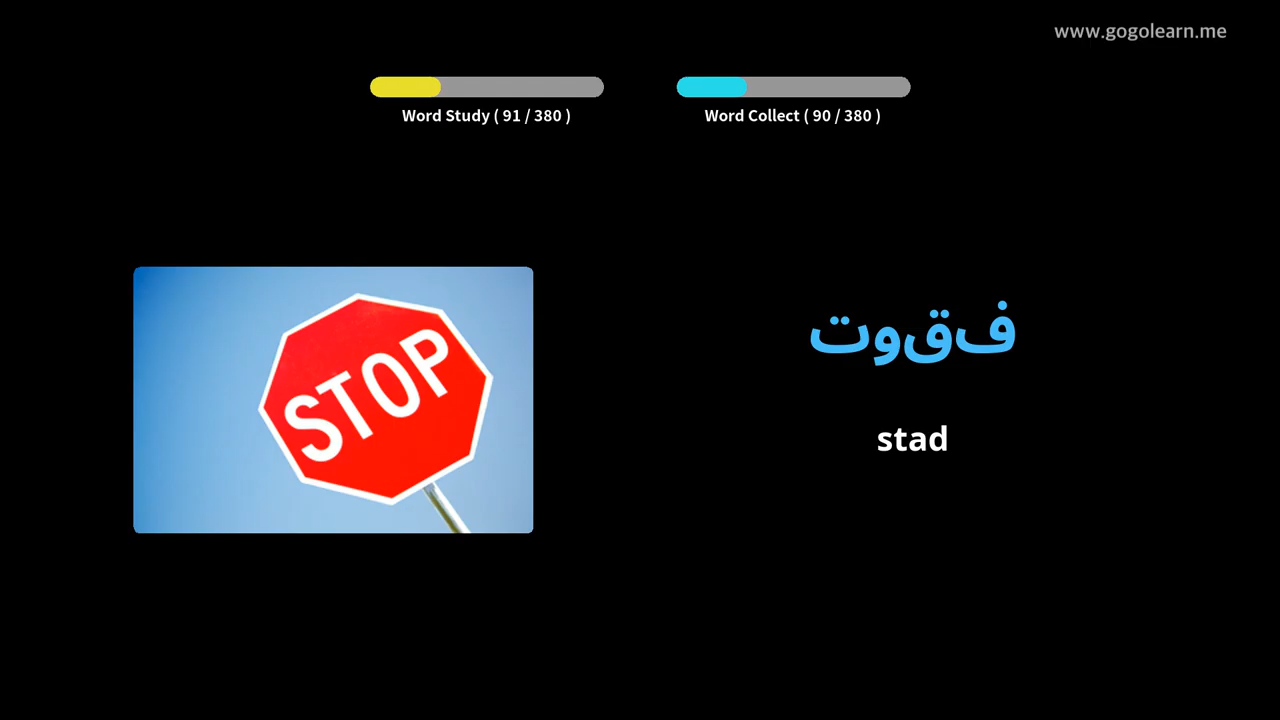 www.gogolearn.me
Word Study ( 91 / 380 )
Word Collect ( 90 / 380 )
STOP
فقوت
stad